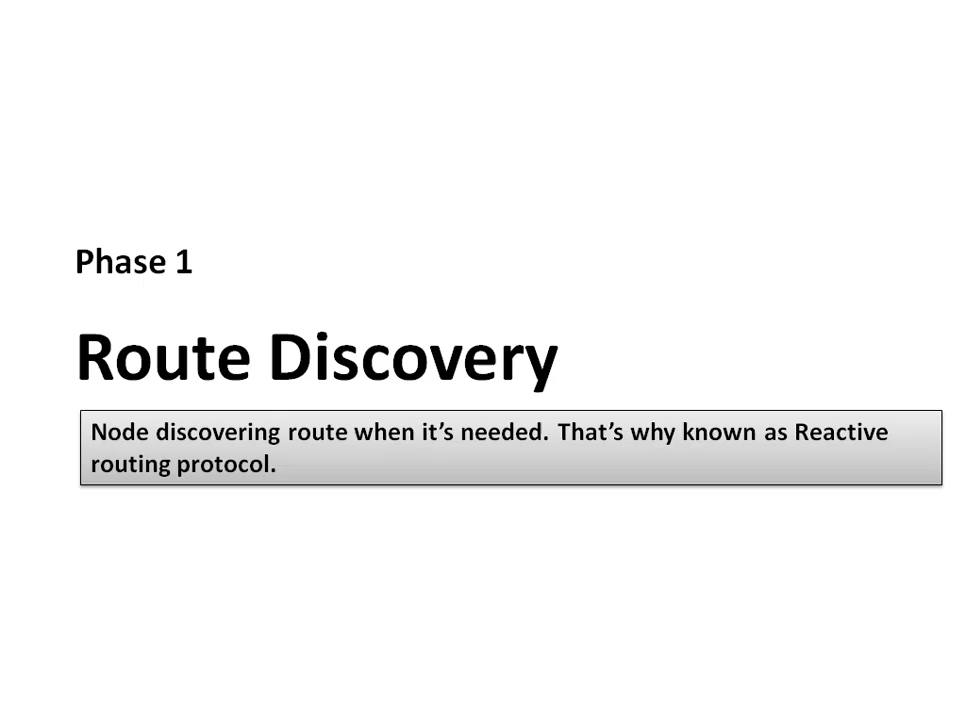 Phase 1
Route Discovery
Node discovering route when it’s needed. That’s why known as Reactive
routing protocol.